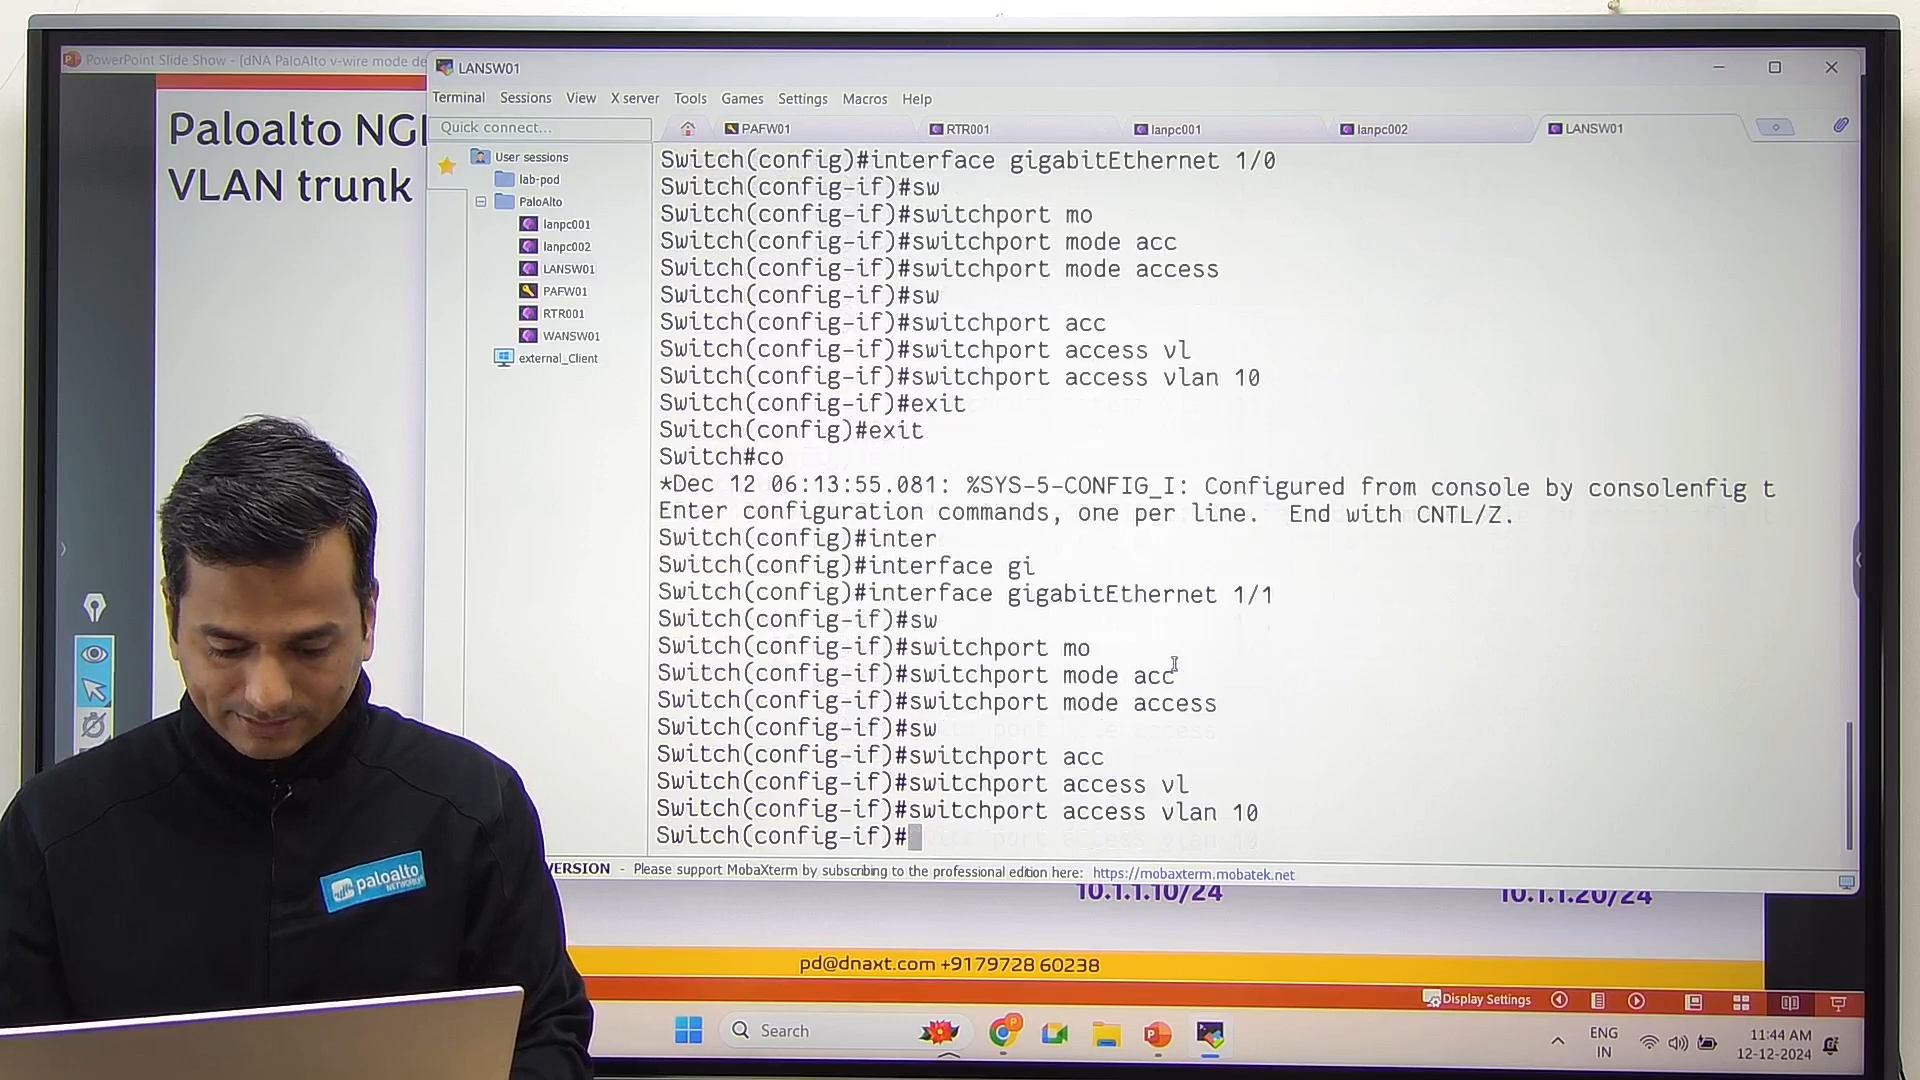 PowerPoint Slide Show - [dNA PaloAlto v-wire mode de
Paloalto NG
VLAN trunk
LANSW01
Terminal Sessions View X server Tools Games Settings Macros Help
Quick connect...
PAFW01
RTR001
lanpc001
lanpc002
LANSW01
User sessions
lab-pod
PaloAlto
lanpc001
lanpc002
LANSW01
PAFW01
RTR001
WANSW01
external_Client
Switch(config)#interface gigabitEthernet 1/0
Switch(config-if)#sw
Switch(config-if)#switchport mo
Switch(config-if)#switchport mode acc
Switch(config-if)#switchport mode access
Switch(config-if)#sw
Switch(config-if)#switchport acc
Switch(config-if)#switchport access vl
Switch(config-if)#switchport access vlan 10
Switch(config-if)#exit
Switch(config)#exit
Switch#co
*Dec 12 06:13:55.081: %SYS-5-CONFIG_I: Configured from console by consolenfig t
Enter configuration commands, one per line.  End with CNTL/Z.
Switch(config)#inter
Switch(config)#interface gi
Switch(config)#interface gigabitEthernet 1/1
Switch(config-if)#sw
Switch(config-if)#switchport mo
Switch(config-if)#switchport mode acc
Switch(config-if)#switchport mode access
Switch(config-if)#sw
Switch(config-if)#switchport acc
Switch(config-if)#switchport access vl
Switch(config-if)#switchport access vlan 10
Switch(config-if)#
VERSION - Please support MobaXterm by subscribing to the professional edition here: https://mobaxterm.mobatek.net
10.1.1.10/24
10.1.1.20/24
pd@dnaxt.com +9179728 60238
Display Settings
Search
ENG
IN
11:44 AM
12-12-2024
paloalto
NETWORKS